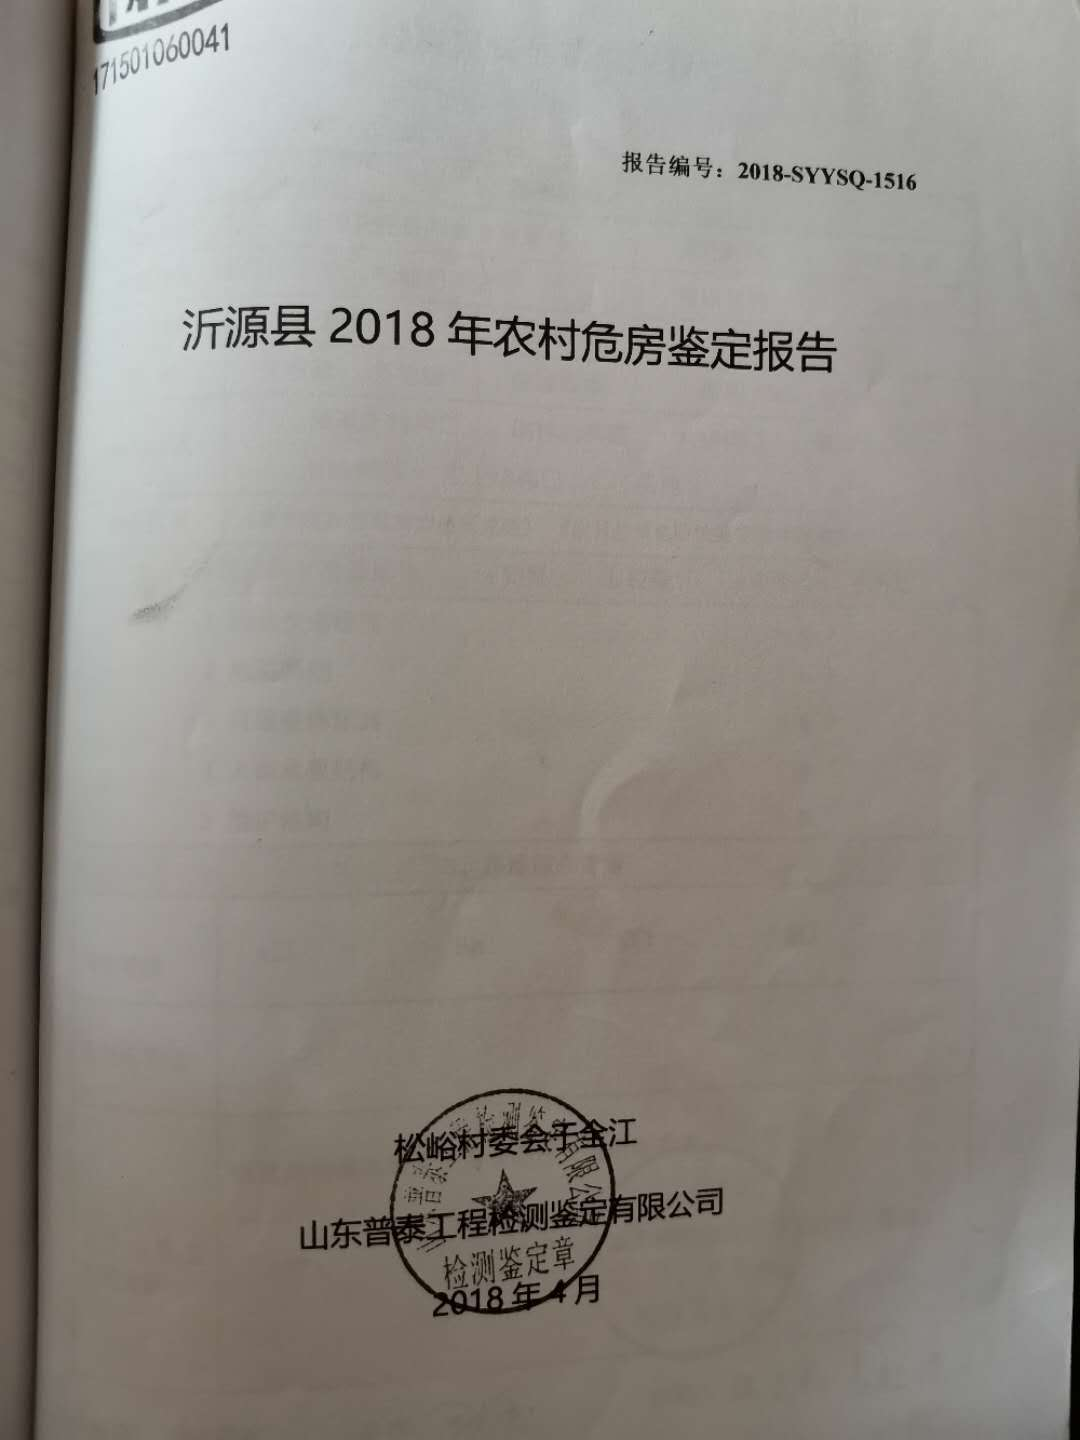 171501060041
报告编号：2018-SYYSQ-1516
沂源县 2018 年农村危房鉴定报告
松峪村委会于全江
山东普泰工程检测鉴定有限公司
检测鉴定章
2018 年 4 月